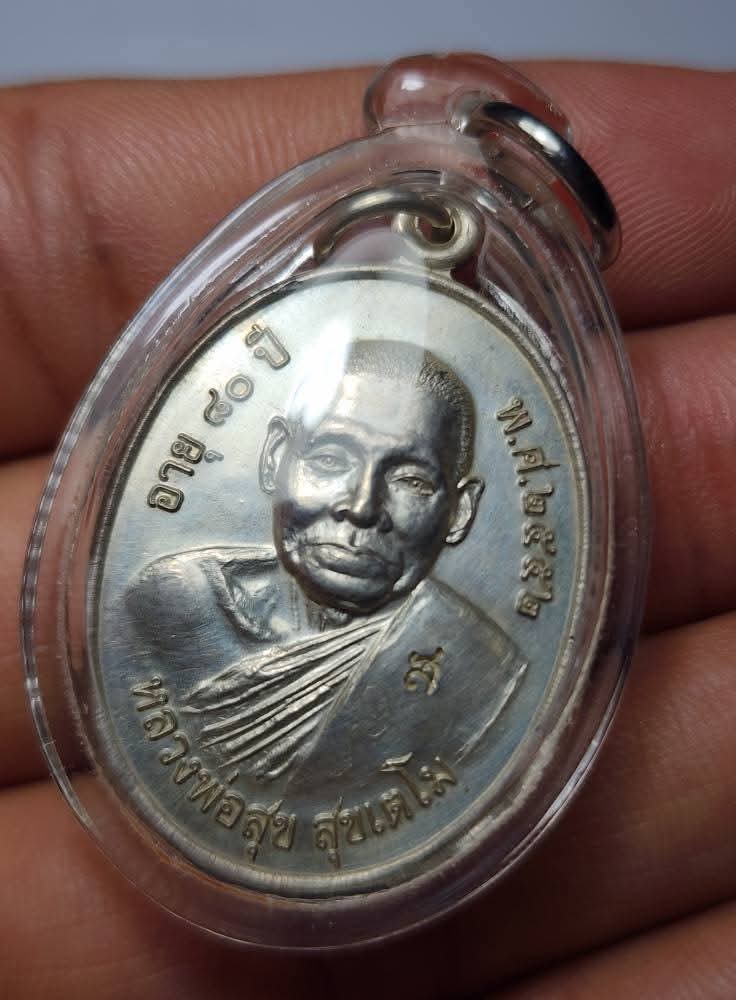 อายุ ๘๐ ปี
พ.ศ.๒๕๕๒
หลวงพ่อสุข สุขเตโม